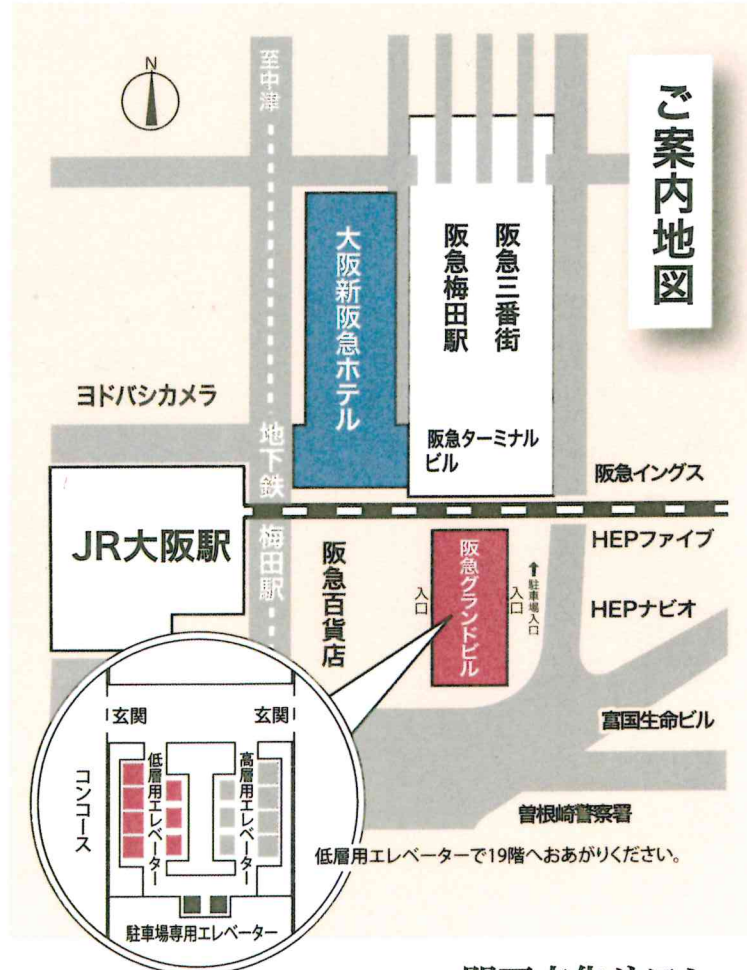 ご案内地図
N
至中津
大阪新阪急ホテル
阪急三番街
阪急梅田駅
阪急ターミナル
ビル
ヨドバシカメラ
地下鉄 梅田駅
阪急イングス
JR大阪駅
HEPファイブ
阪急百貨店
入口
阪急グランドビル
入口
駐車場入口
HEPナビオ
富国生命ビル
曽根崎警察署
玄関
玄関
コンコース
低層用エレベーター
高層用エレベーター
駐車場専用エレベーター
低層用エレベーターで19階へおあがりください。